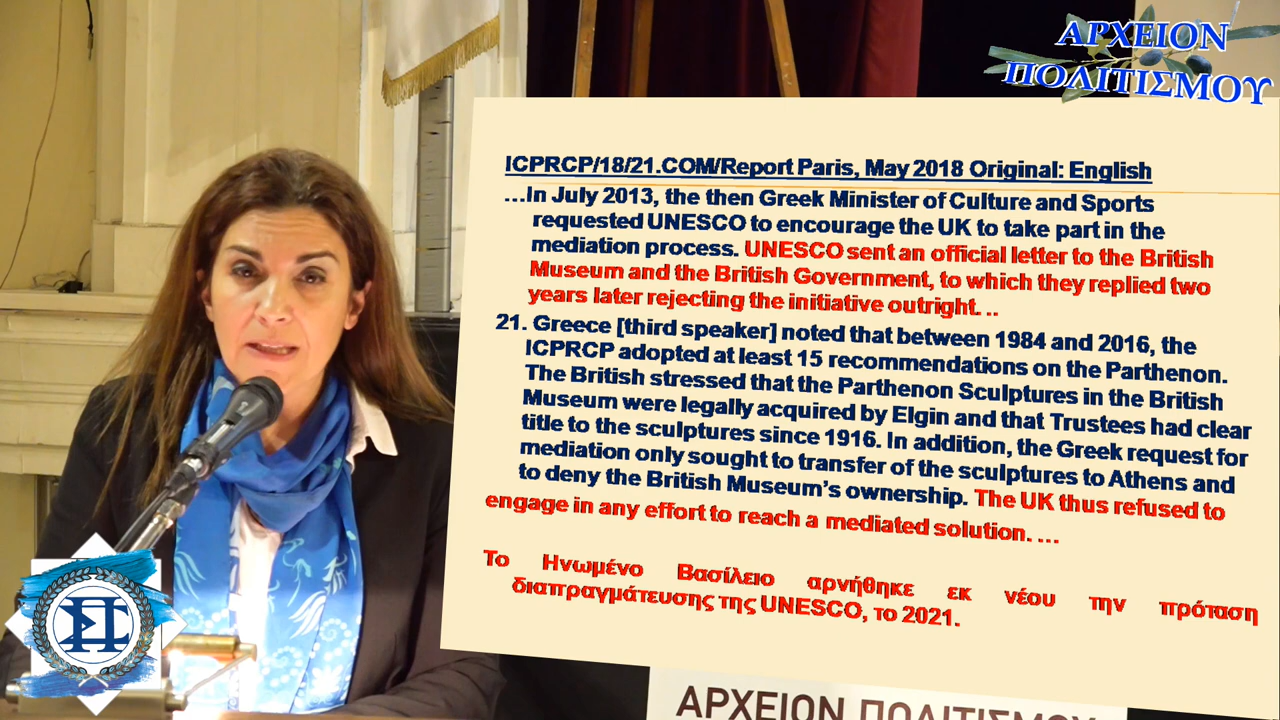 ΑΡΧΕΙΟΝ
ΠΟΛΙΤΙΣΜΟΥ
ICPRCP/18/21.COM/Report Paris, May 2018 Original: English
…In July 2013, the then Greek Minister of Culture and Sports
requested UNESCO to encourage the UK to take part in the
mediation process. UNESCO sent an official letter to the British
Museum and the British Government, to which they replied two
years later rejecting the initiative outright. ..
21. Greece [third speaker] noted that between 1984 and 2016, the
ICPRCP adopted at least 15 recommendations on the Parthenon.
The British stressed that the Parthenon Sculptures in the British
Museum were legally acquired by Elgin and that Trustees had clear
title to the sculptures since 1916. In addition, the Greek request for
mediation only sought to transfer of the sculptures to Athens and
to deny the British Museum's ownership. The UK thus refused to
engage in any effort to reach a mediated solution. …
Το Ηνωμένο Βασίλειο αρνήθηκε εκ νέου την πρόταση
διαπραγμάτευσης της UNESCO, το 2021.
ΑΡΧΕΙΟΝ ΠΟΛΙΤΙΣΜΟΥ